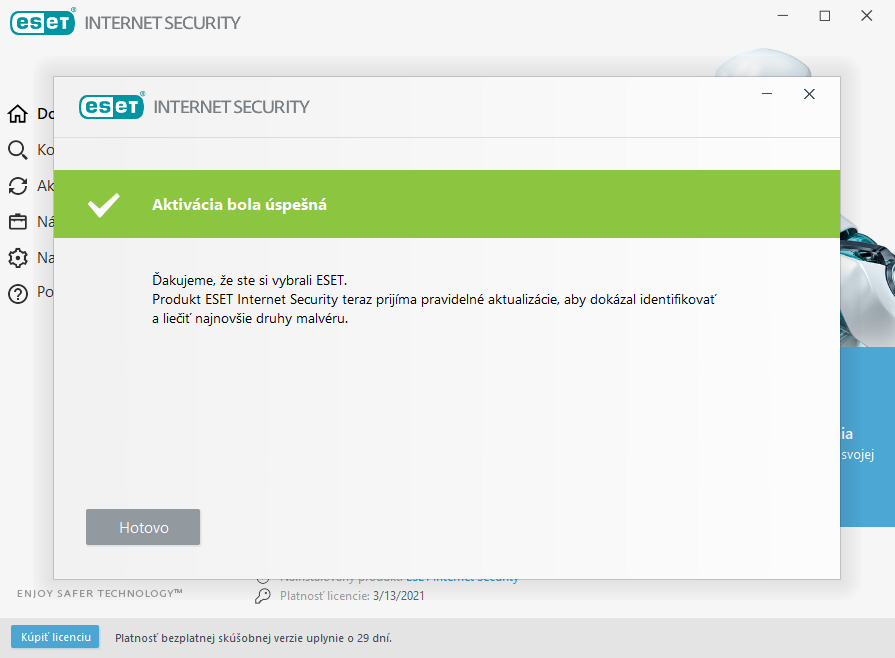 eset INTERNET SECURITY
eset INTERNET SECURITY
Aktivácia bola úspešná
Ďakujeme, že ste si vybrali ESET.
Produkt ESET Internet Security teraz prijíma pravidelné aktualizácie, aby dokázal identifikovať
a liečiť najnovšie druhy malvéru.
Hotovo
Do
Ko
Ak
Ná
Na
Po
ia
svojej
ESET Internet Security
ENJOY SAFER TECHNOLOGY™
Platnosť licencie: 3/13/2021
Kúpiť licenciu
Platnosť bezplatnej skúšobnej verzie uplynie o 29 dní.